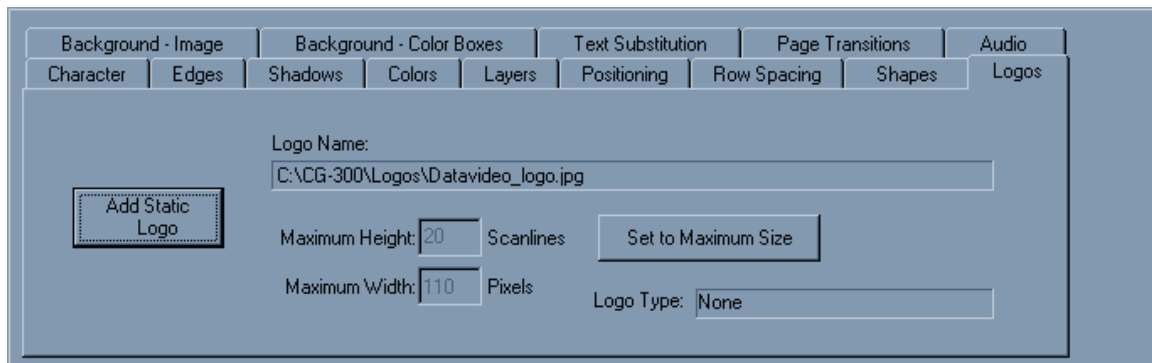 Background - Image Background - Color Boxes Text Substitution Page Transitions Audio
Character Edges Shadows Colors Layers Positioning Row Spacing Shapes Logos
Logo Name:
C:\CG-300\Logos\Datavideo_logo.jpg
Add Static
Logo
Maximum Height: 20 Scanlines Set to Maximum Size
Maximum Width: 110 Pixels
Logo Type: None